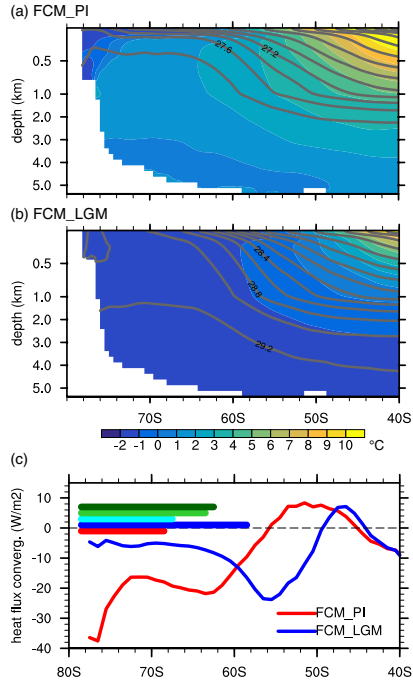 (a) FCM_PI
depth (km)
0.5
1.0
2.0
3.0
4.0
5.0
27.6
27.2
(b) FCM_LGM
depth (km)
0.5
1.0
2.0
3.0
4.0
5.0
28.4
28.8
29.2
70S 60S 50S 40S
-2 -1 0 1 2 3 4 5 6 7 8 9 10 °C
(c)
heat flux converg. (W/m2)
10
0
-10
-20
-30
-40
FCM_PI
FCM_LGM
80S 70S 60S 50S 40S